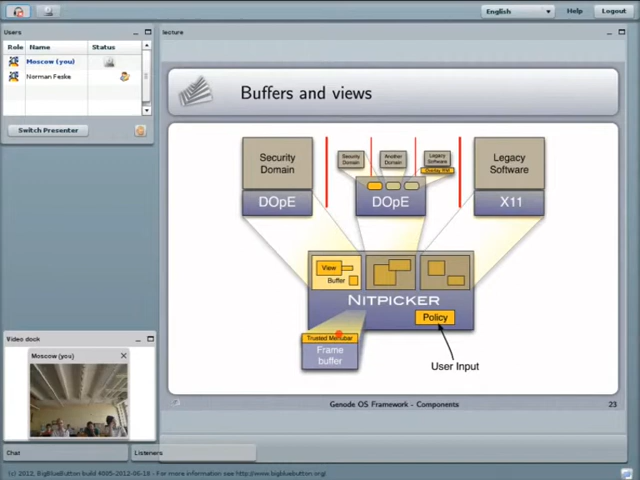 English
Help
Logout
Users
Role Name Status
Moscow (you)
Norman Feske
Switch Presenter
Video dock
Moscow (you)
Chat
Listeners
lecture
Buffers and views
Security
Domain
Security
Domain
Another
Domain
Legacy
Software
Legacy
Software
DOpE
DOpE
X11
View
Buffer
NITPICKER
Policy
Trusted Menubar
Frame
buffer
User Input
Genode OS Framework - Components 23
(c) 2012, BigBlueButton build 4005-2012-06-18 - For more information see http://www.bigbluebutton.org/